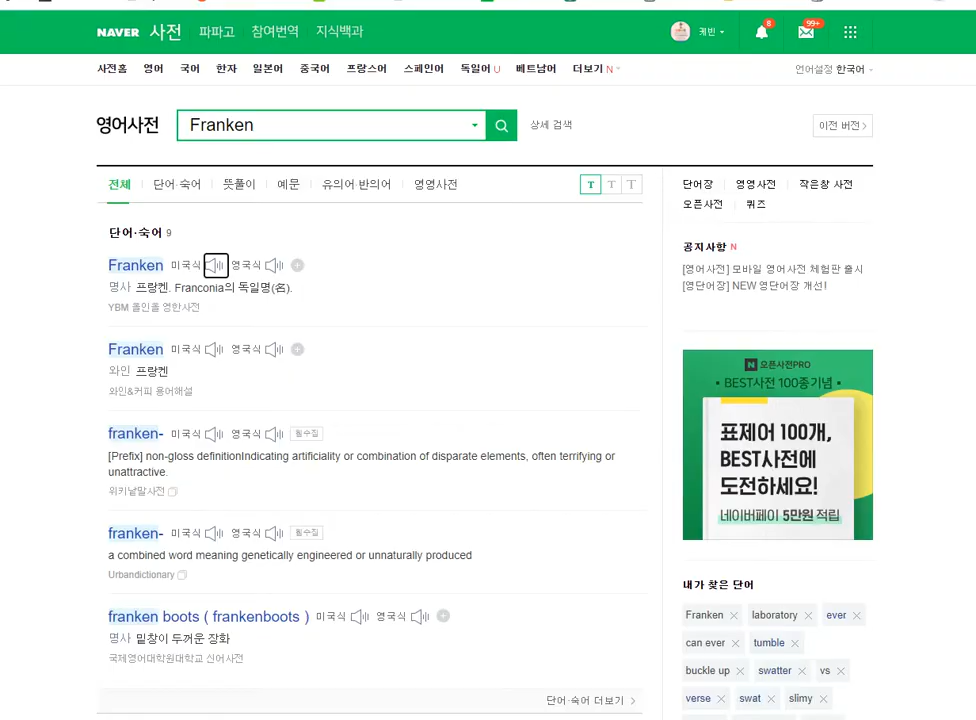 NAVER 사전 파파고 참여번역 지식백과 케빈 8 99+
사전홈 영어 국어 한자 일본어 중국어 프랑스어 스페인어 독일어 U 베트남어 더보기 N 언어설정 한국어
영어사전 Franken 상세 검색 이전 버전
전체 단어·숙어 뜻풀이 예문 유의어·반의어 영영사전 T T T
단어·숙어 9
Franken 미국식 영국식
명사 프랑켄. Franconia의 독일명(名).
YBM 올인올 영한사전
Franken 미국식 영국식
와인 프랑켄
와인&커피 용어해설
franken- 미국식 영국식 웹수집
[Prefix] non-gloss definitionIndicating artificiality or combination of disparate elements, often terrifying or
unattractive.
위키낱말사전
franken- 미국식 영국식 웹수집
a combined word meaning genetically engineered or unnaturally produced
Urbandictionary
franken boots ( frankenboots ) 미국식 영국식
명사 밑창이 두꺼운 장화
국제영어대학원대학교 신어사전
단어·숙어 더보기
단어장 영영사전 작은창 사전
오픈사전 퀴즈
공지사항 N
[영어사전] 모바일 영어사전 체험판 출시
[영단어장] NEW 영단어장 개선!
N 오픈사전PRO
• BEST사전 100종기념 •
표제어 100개,
BEST사전에
도전하세요!
네이버페이 5만원 적립
내가 찾은 단어
Franken laboratory ever
can ever tumble
buckle up swatter vs
verse swat slimy